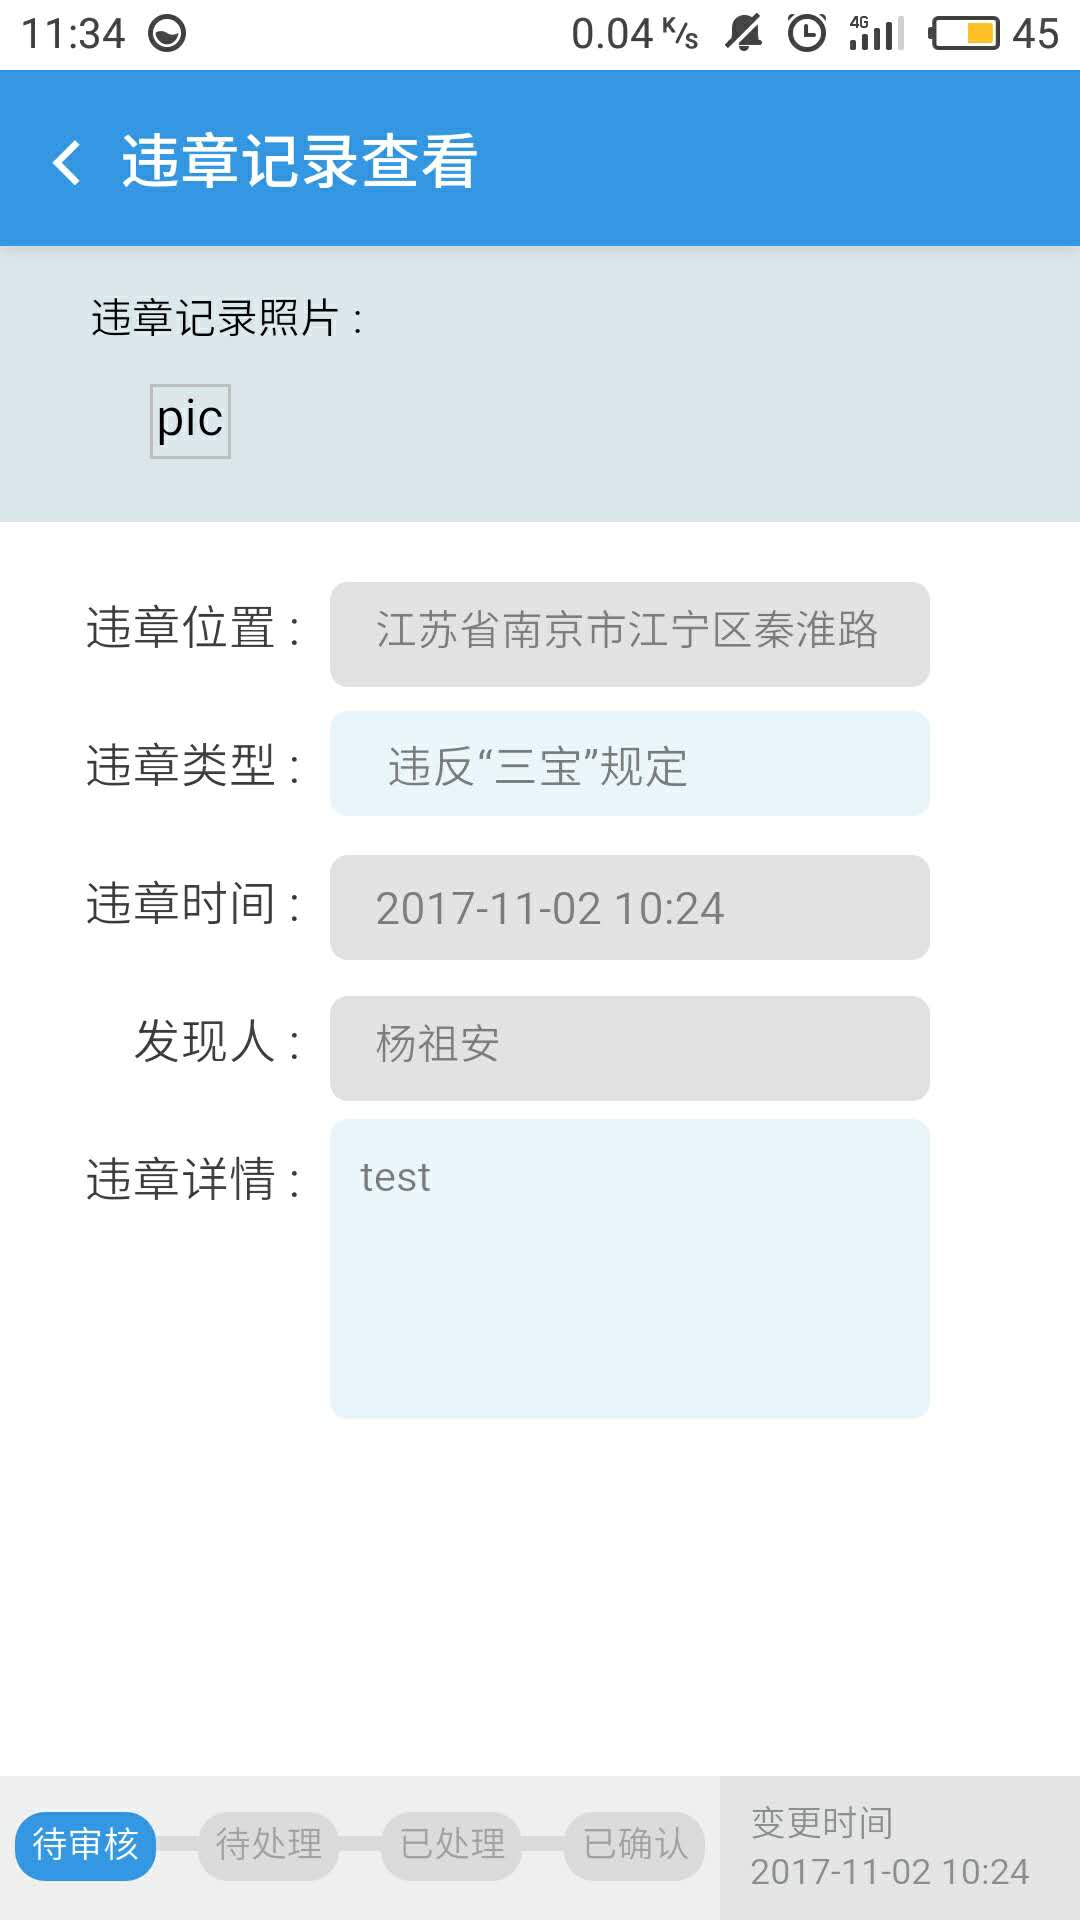 11:34 0.04 K/s 4G 45
违章记录查看
违章记录照片：
pic
违章位置： 江苏省南京市江宁区秦淮路
违章类型： 违反“三宝”规定
违章时间： 2017-11-02 10:24
发现人： 杨祖安
违章详情： test
待审核 待处理 已处理 已确认
变更时间
2017-11-02 10:24